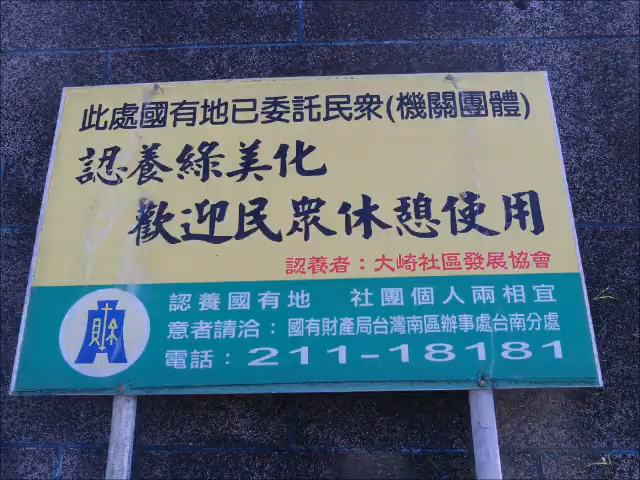 此處國有地已委託民眾(機關團體)
認養綠美化
歡迎民眾休憩使用
認養者：大崎社區發展協會
認養國有地 社團個人兩相宜
意者請洽：國有財產局台灣南區辦事處台南分處
電話：211-18181
財